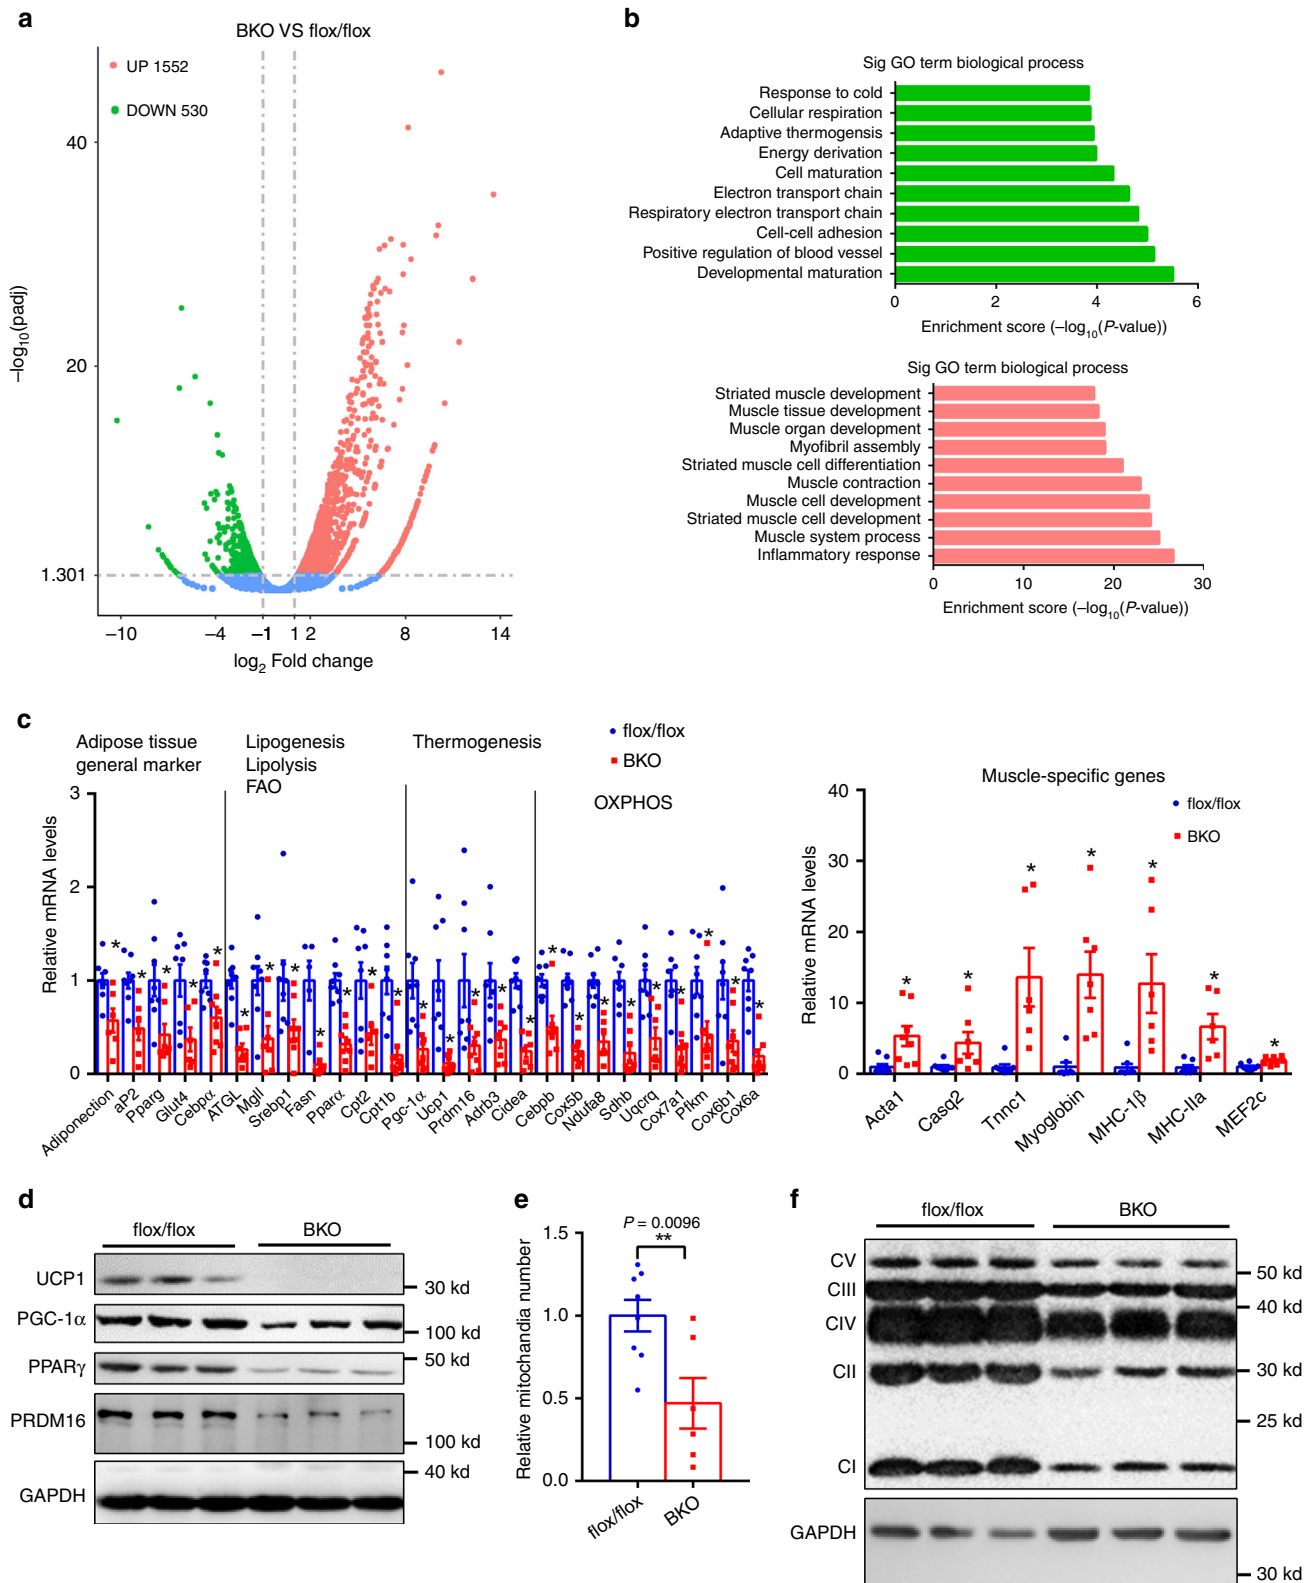 a
BKO VS flox/flox
UP 1552
DOWN 530
–log10(padj)
40
20
1.301
–10
–4
–1
1
2
8
14
log2 Fold change
b
Sig GO term biological process
Response to cold
Cellular respiration
Adaptive thermogensis
Energy derivation
Cell maturation
Electron transport chain
Respiratory electron transport chain
Cell-cell adhesion
Positive regulation of blood vessel
Developmental maturation
0 2 4 6
Enrichment score (–log10(P-value))
Sig GO term biological process
Striated muscle development
Muscle tissue development
Muscle organ development
Myofibril assembly
Striated muscle cell differentiation
Muscle contraction
Muscle cell development
Striated muscle cell development
Muscle system process
Inflammatory response
0 10 20 30
Enrichment score (–log10(P-value))
c
Adipose tissue
general marker
Lipogenesis
Lipolysis
FAO
Thermogenesis
flox/flox
BKO
OXPHOS
Relative mRNA levels
3
2
1
0
* * * * * * * * * * * * * * * * * * * * * * * * *
Adiponection
aP2
Pparg
Glut4
Cebpα
ATGL
Mgll
Srebp1
Fasn
Pparα
Cpt2
Cpt1b
Pgc-1α
Ucp1
Prdm16
Adrb3
Cidea
Cebpb
Cox5b
Ndufa8
Sdhb
Uqcrq
Cox7a1
Pfkm
Cox6b1
Cox6a
Muscle-specific genes
flox/flox
BKO
Relative mRNA levels
40
30
20
10
0
* * * * * * *
Acta1
Casq2
Tnnc1
Myoglobin
MHC-1β
MHC-IIa
MEF2c
d
flox/flox
BKO
UCP1
30 kd
PGC-1α
100 kd
PPARγ
50 kd
PRDM16
100 kd
40 kd
GAPDH
e
P = 0.0096
**
Relative mitochandia number
1.5
1.0
0.5
0.0
flox/flox
BKO
f
flox/flox
BKO
CV
50 kd
CIII
40 kd
CIV
CII
30 kd
25 kd
CI
GAPDH
30 kd